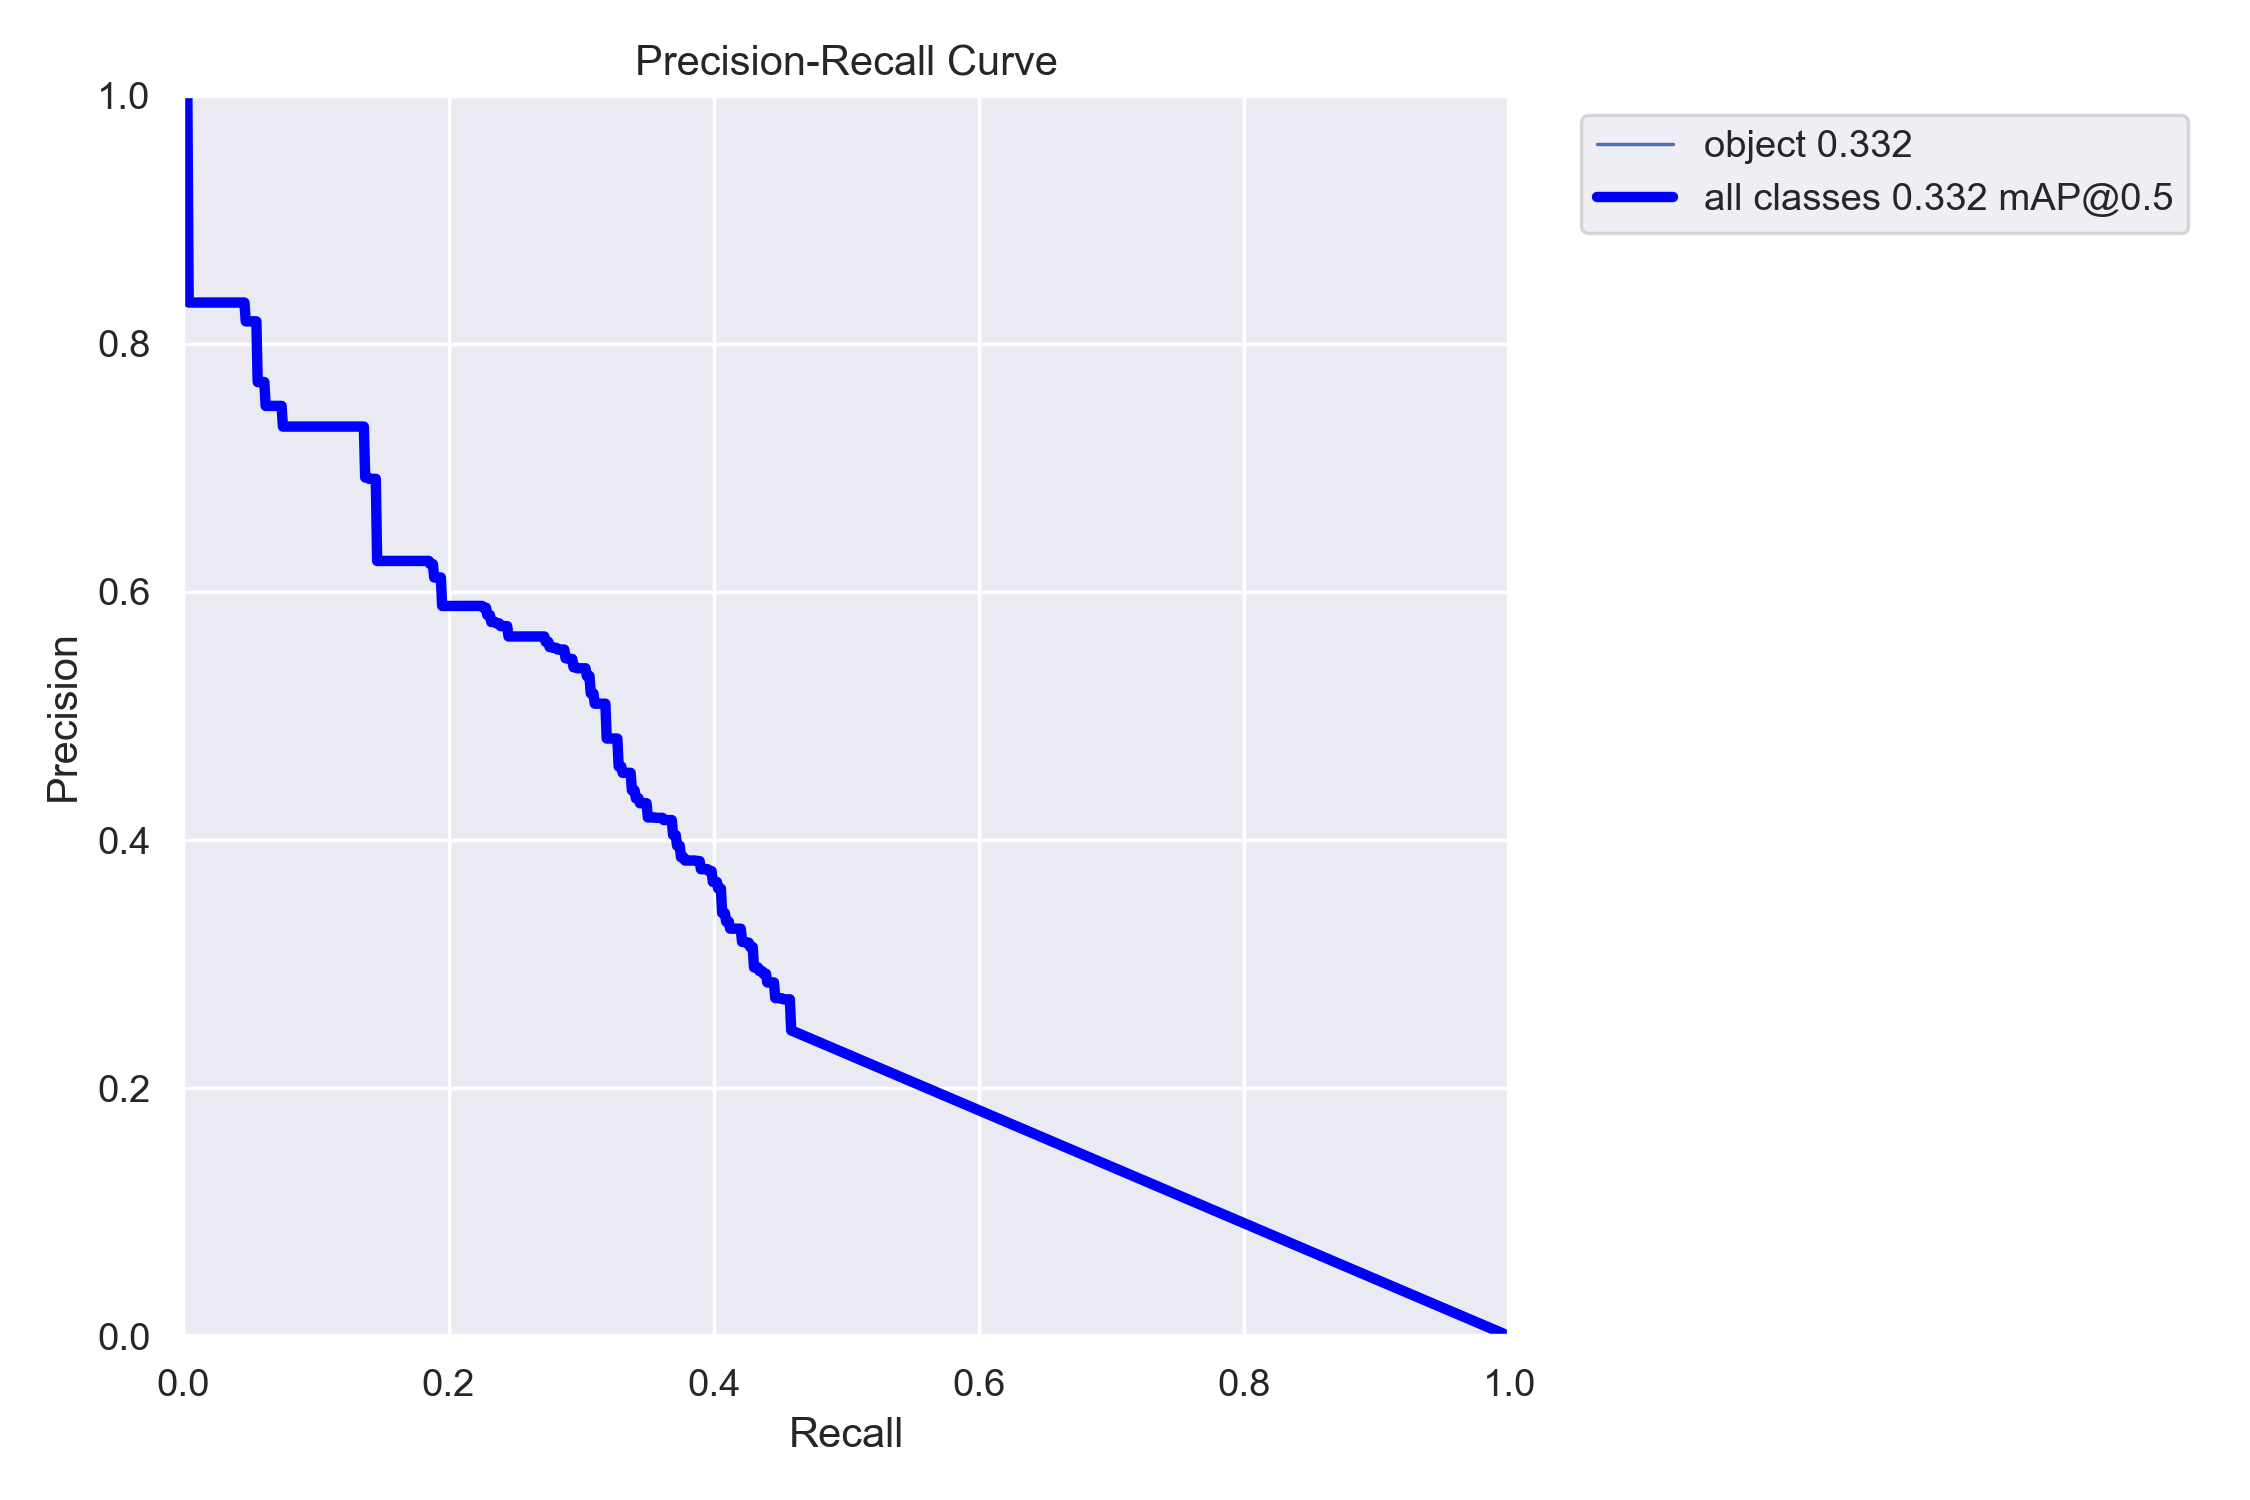 Precision-Recall Curve
1.0
0.8
0.6
0.4
0.2
0.0
Precision
0.0 0.2 0.4 0.6 0.8 1.0
Recall
object 0.332
all classes 0.332 mAP@0.5